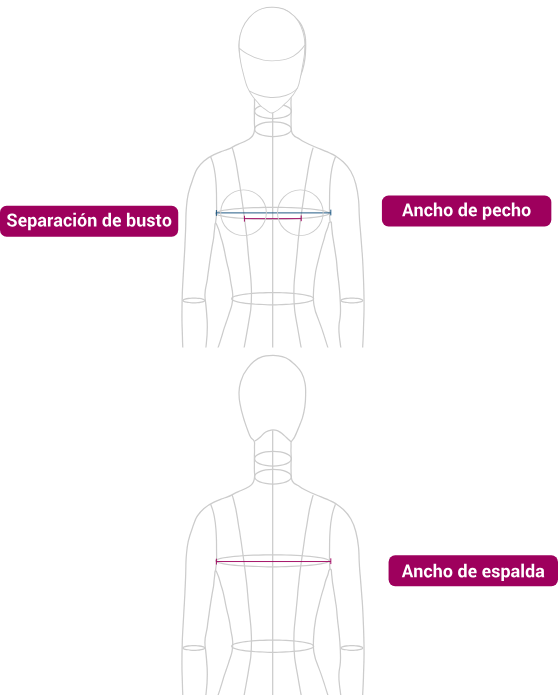 Separación de busto
Ancho de pecho
Ancho de espalda